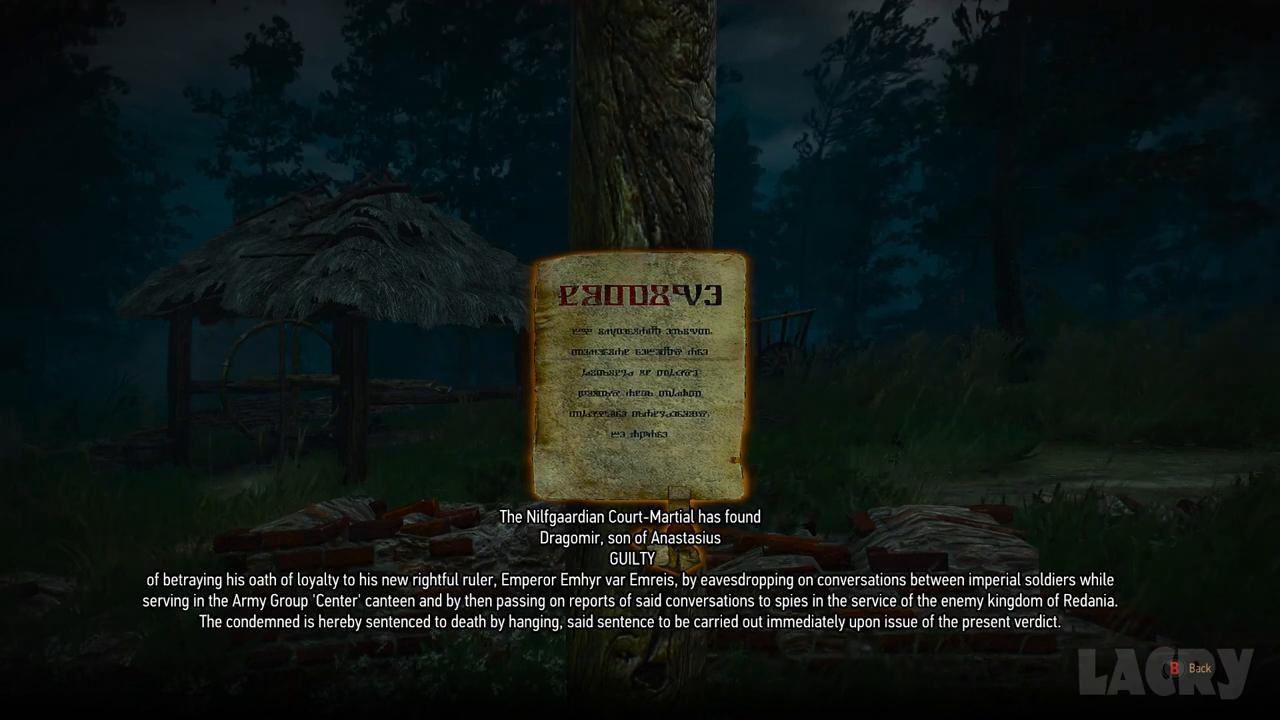 The Nilfgaardian Court-Martial has found
Dragomir, son of Anastasius
GUILTY
of betraying his oath of loyalty to his new rightful ruler, Emperor Emhyr var Emreis, by eavesdropping on conversations between imperial soldiers while
serving in the Army Group 'Center' canteen and by then passing on reports of said conversations to spies in the service of the enemy kingdom of Redania.
The condemned is hereby sentenced to death by hanging, said sentence to be carried out immediately upon issue of the present verdict.
B Back
LACRY